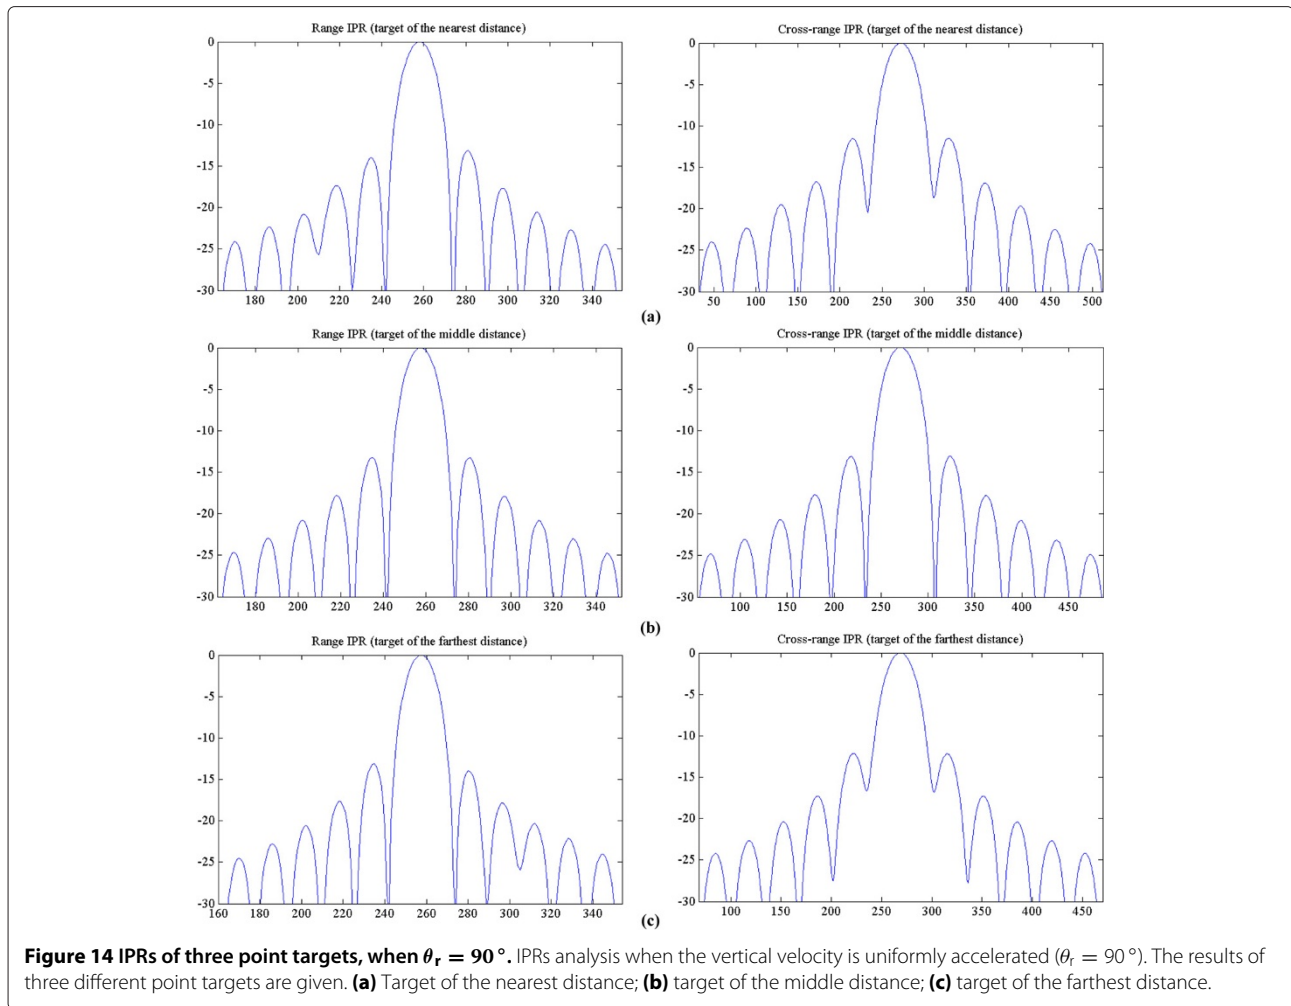 Range IPR (target of the nearest distance)
0
-5
-10
-15
-20
-25
-30
180 200 220 240 260 280 300 320 340
Cross-range IPR (target of the nearest distance)
0
-5
-10
-15
-20
-25
-30
50 100 150 200 250 300 350 400 450 500
(a)
Range IPR (target of the middle distance)
0
-5
-10
-15
-20
-25
-30
180 200 220 240 260 280 300 320 340
Cross-range IPR (target of the middle distance)
0
-5
-10
-15
-20
-25
-30
100 150 200 250 300 350 400 450
(b)
Range IPR (target of the farthest distance)
0
-5
-10
-15
-20
-25
-30
160 180 200 220 240 260 280 300 320 340
Cross-range IPR (target of the farthest distance)
0
-5
-10
-15
-20
-25
-30
100 150 200 250 300 350 400 450
(c)
Figure 14 IPRs of three point targets, when θr = 90°. IPRs analysis when the vertical velocity is uniformly accelerated (θr = 90°). The results of
three different point targets are given. (a) Target of the nearest distance; (b) target of the middle distance; (c) target of the farthest distance.